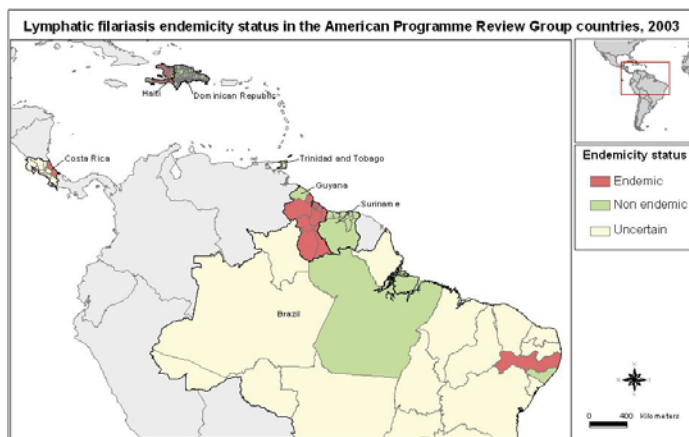 Lymphatic filariasis endemicity status in the American Programme Review Group countries, 2003
Haiti
Dominican Republic
Costa Rica
Trinidad and Tobago
Guyana
Suriname
Brazil
Endemicity status
Endemic
Non endemic
Uncertain
0 400 Kilometers